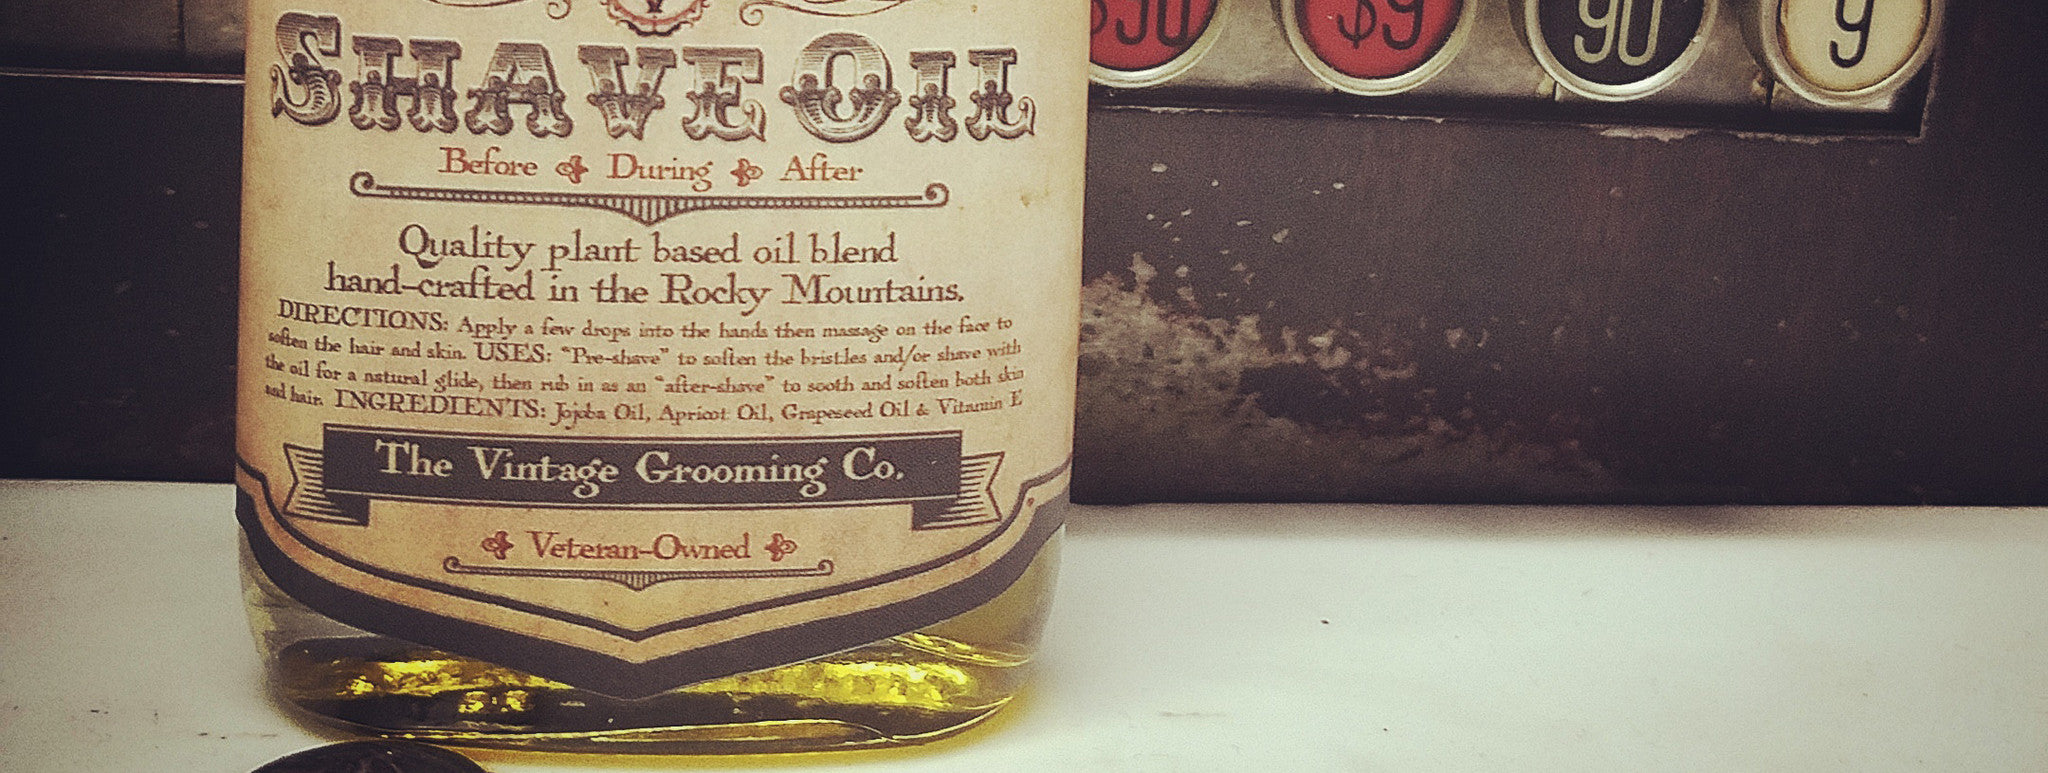 SHAVE OIL
Before During After
Quality plant based oil blend
hand-crafted in the Rocky Mountains.
DIRECTIONS: Apply a few drops into the hands then massage on the face to
soften the hair and skin. USES: "Pre-shave" to soften the bristles and/or shave with
the oil for a natural glide, then rub in as an "after-shave" to sooth and soften both skin
and hair. INGREDIENTS: Jojoba Oil, Apricot Oil, Grapeseed Oil & Vitamin E
The Vintage Grooming Co.
Veteran-Owned
$90 $9 90 9